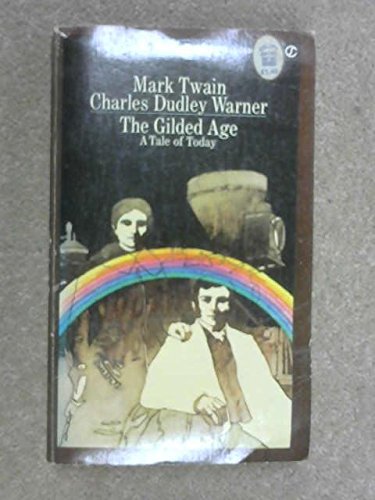 Mark Twain
Charles Dudley Warner
The Gilded Age
A Tale of Today